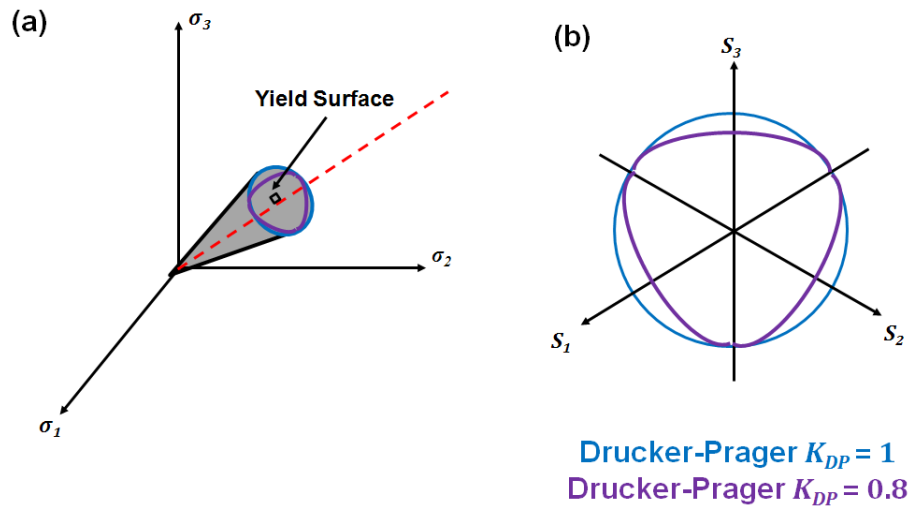 (a)
σ3
Yield Surface
σ2
σ1
(b)
S3
S1
S2
Drucker-Prager KDP = 1
Drucker-Prager KDP = 0.8